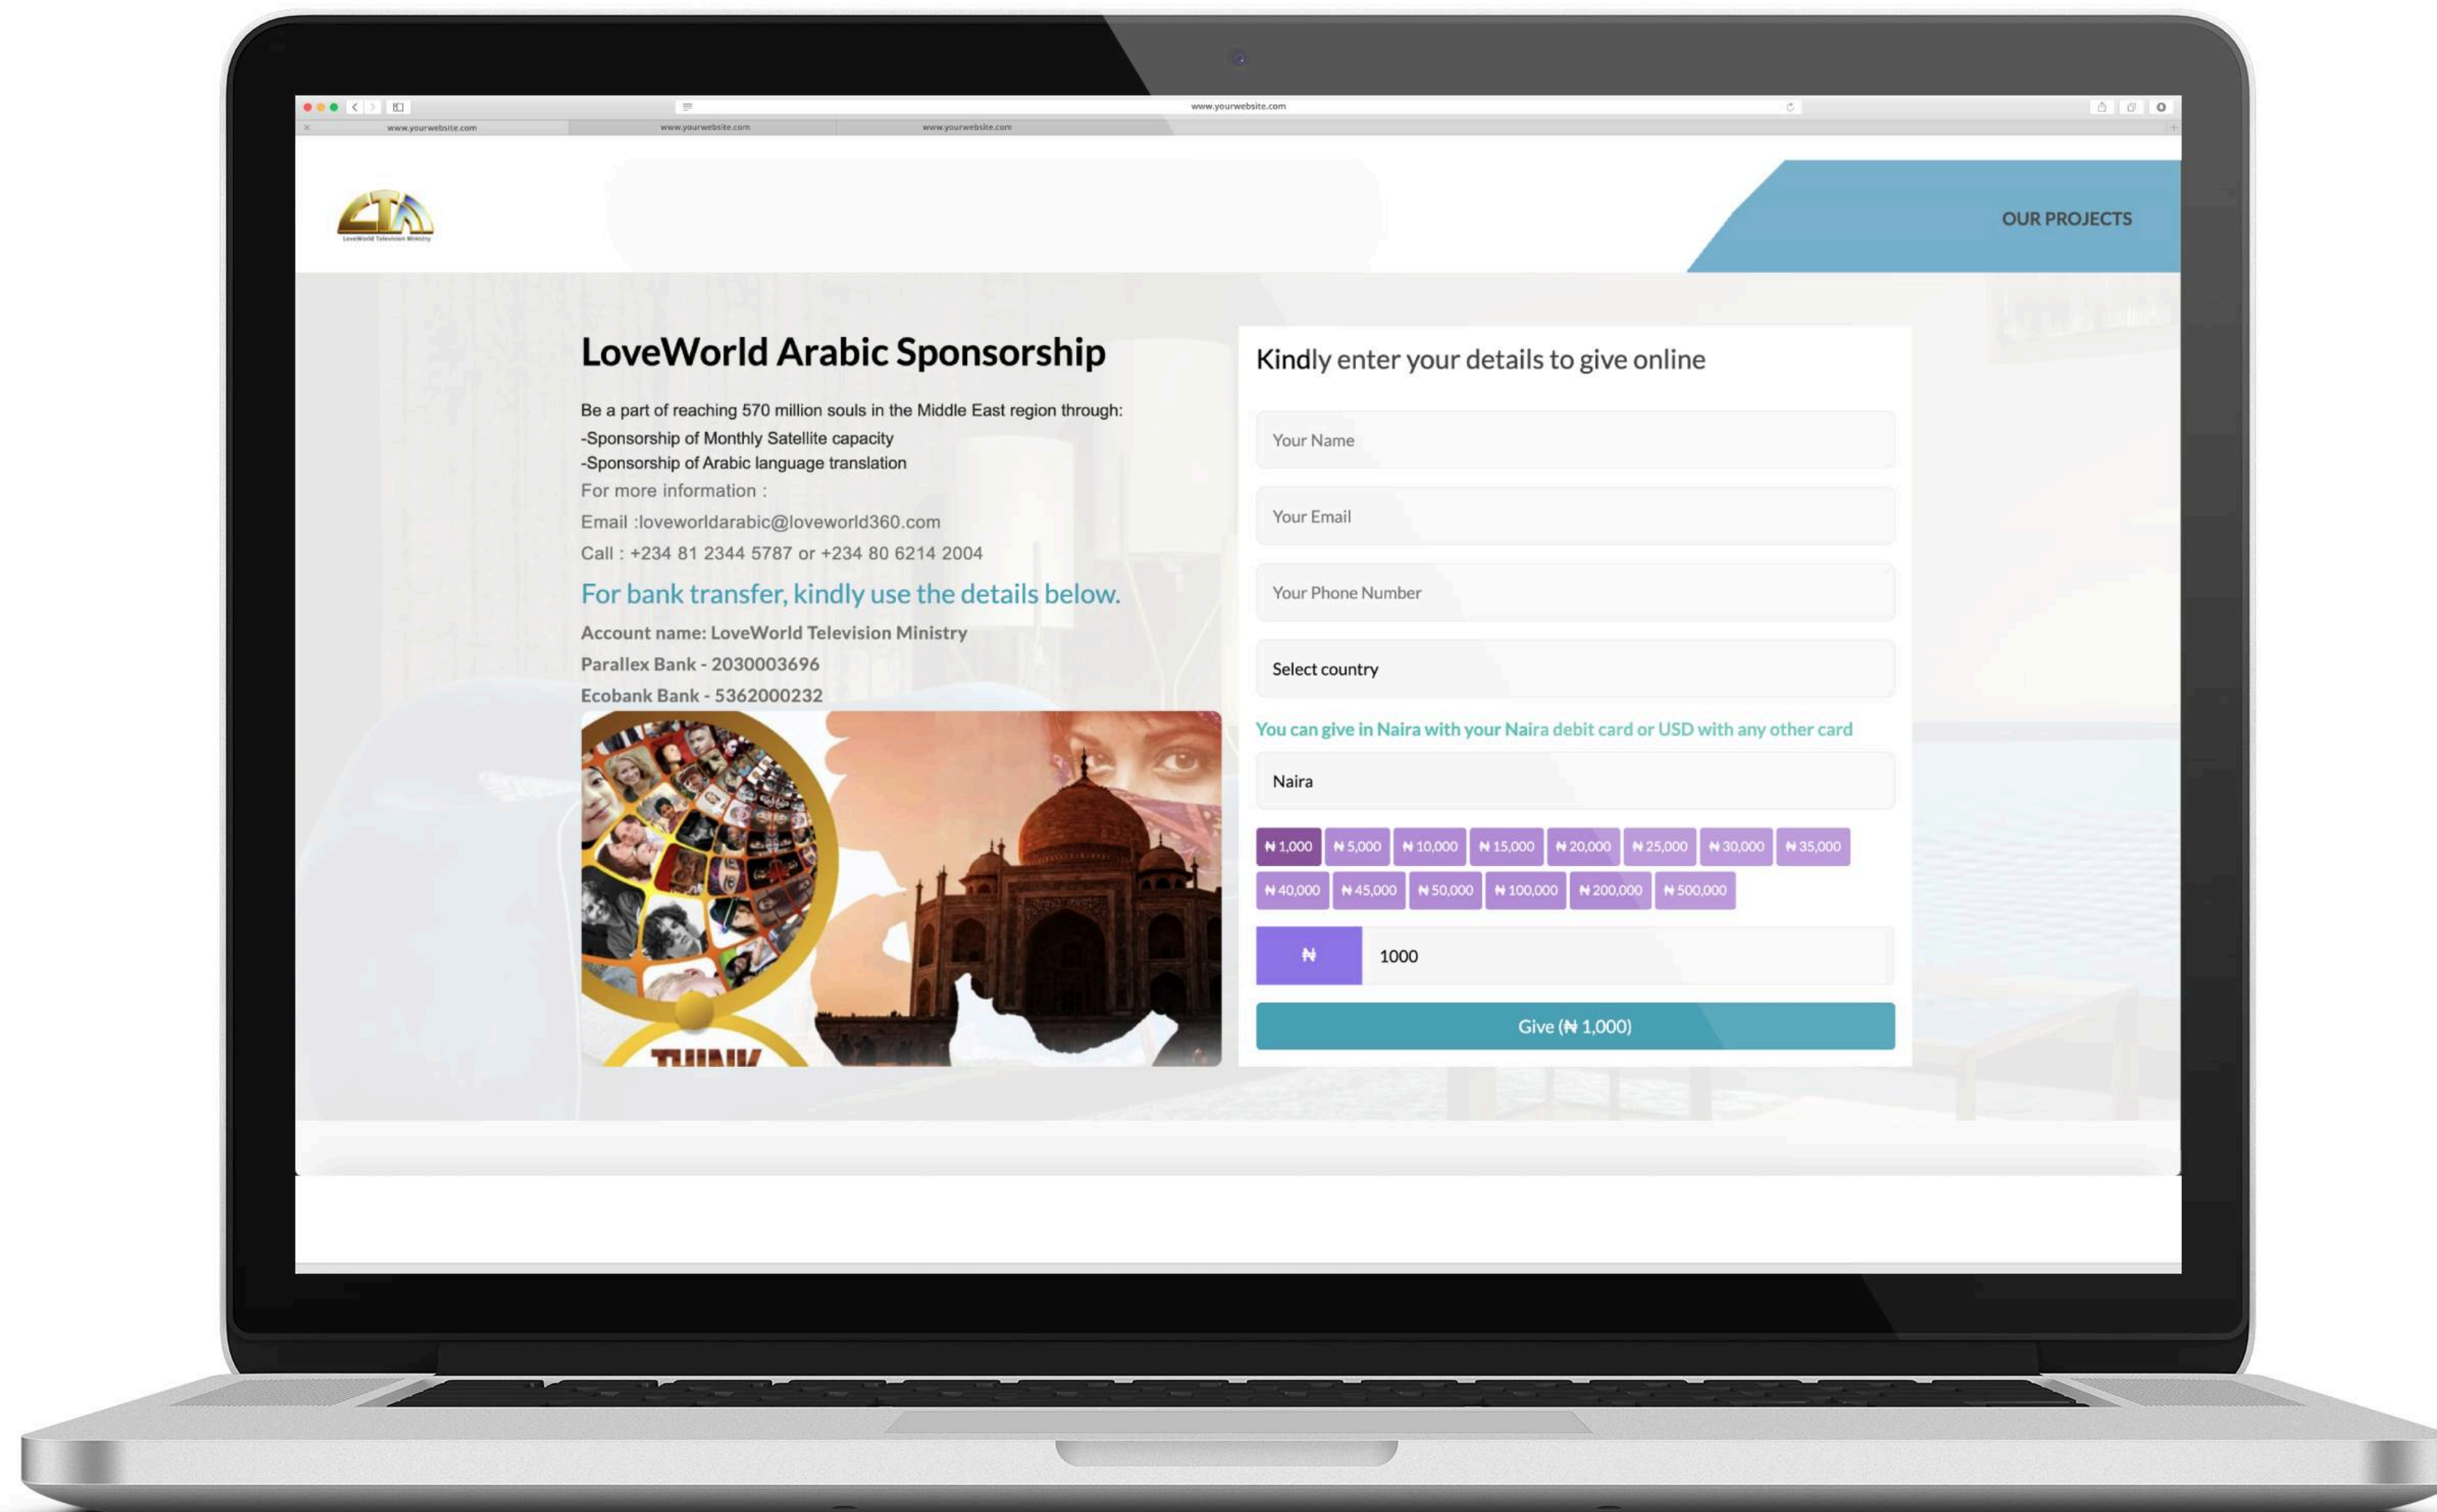 www.yourwebsite.com
www.yourwebsite.com
www.yourwebsite.com
www.yourwebsite.com
LoveWorld Television Ministry
OUR PROJECTS
LoveWorld Arabic Sponsorship
Be a part of reaching 570 million souls in the Middle East region through:
-Sponsorship of Monthly Satellite capacity
-Sponsorship of Arabic language translation
For more information :
Email :loveworldarabic@loveworld360.com
Call : +234 81 2344 5787 or +234 80 6214 2004
For bank transfer, kindly use the details below.
Account name: LoveWorld Television Ministry
Parallex Bank - 2030003696
Ecobank Bank - 5362000232
THINK
Kindly enter your details to give online
Your Name
Your Email
Your Phone Number
Select country
You can give in Naira with your Naira debit card or USD with any other card
Naira
₦ 1,000 ₦ 5,000 ₦ 10,000 ₦ 15,000 ₦ 20,000 ₦ 25,000 ₦ 30,000 ₦ 35,000
₦ 40,000 ₦ 45,000 ₦ 50,000 ₦ 100,000 ₦ 200,000 ₦ 500,000
₦ 1000
Give (₦ 1,000)